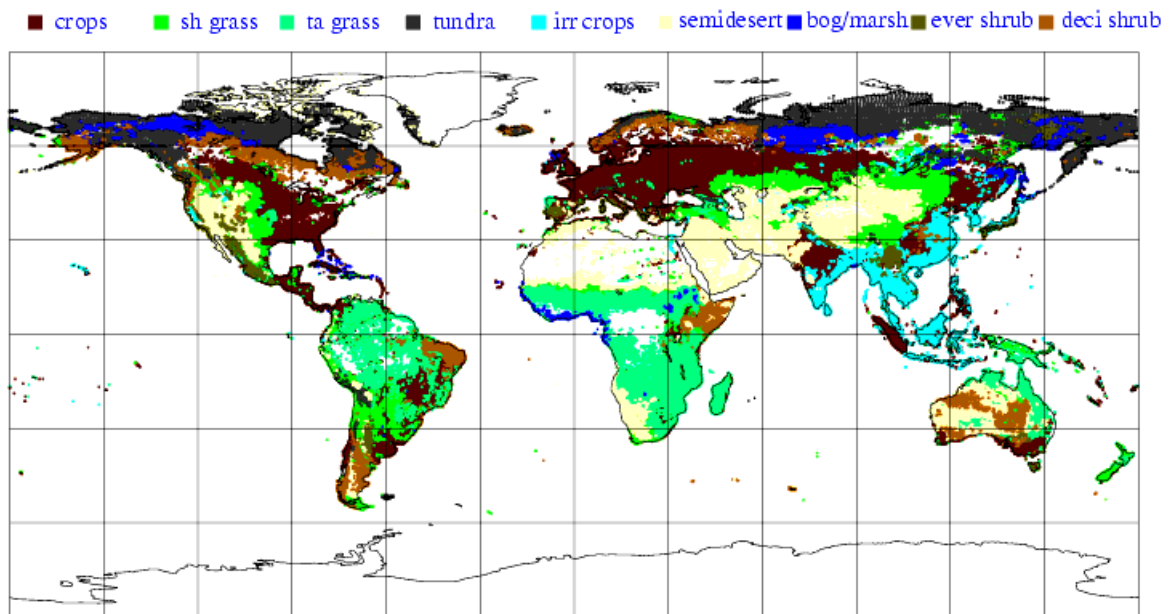 crops sh grass ta grass tundra irr crops semidesert bog/marsh ever shrub deci shrub